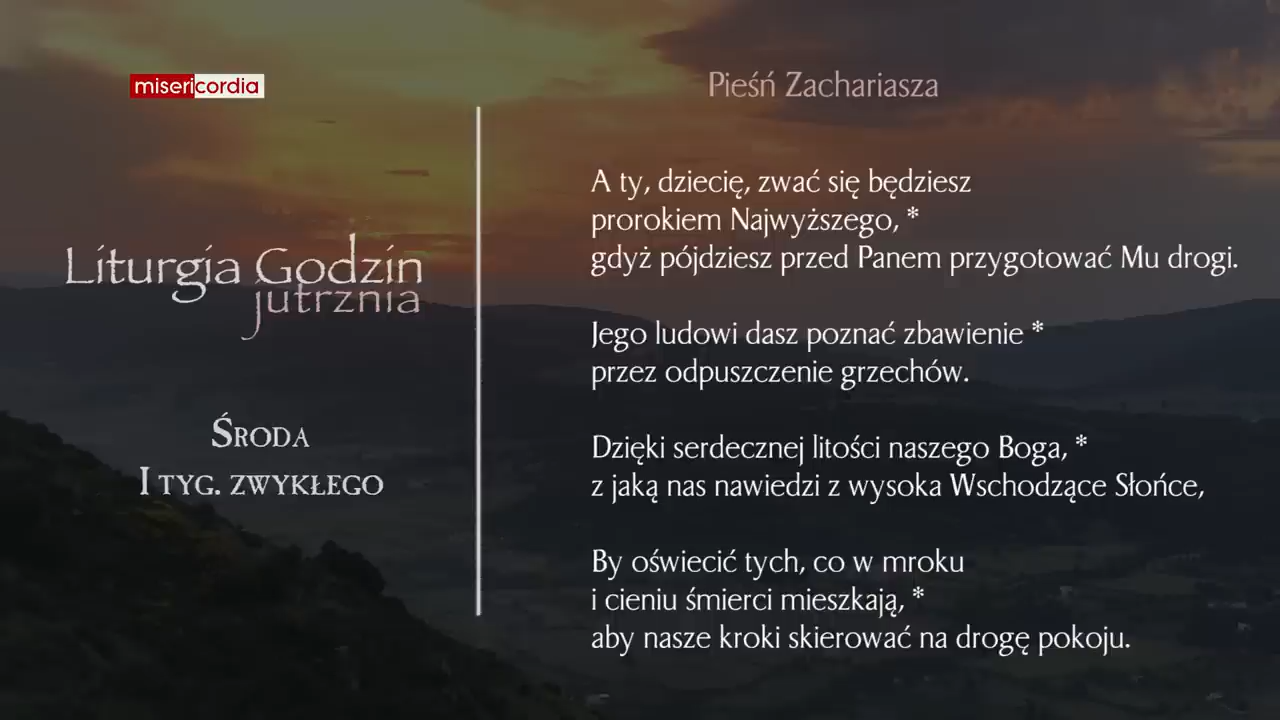 misericordia
Pieśń Zachariasza
Liturgia Godzin
jutrznia
Środa
I tyg. zwykłego
A ty, dziecię, zwać się będziesz
prorokiem Najwyższego, *
gdyż pójdziesz przed Panem przygotować Mu drogi.
Jego ludowi dasz poznać zbawienie *
przez odpuszczenie grzechów.
Dzięki serdecznej litości naszego Boga, *
z jaką nas nawiedzi z wysoka Wschodzące Słońce,
By oświecić tych, co w mroku
i cieniu śmierci mieszkają, *
aby nasze kroki skierować na drogę pokoju.